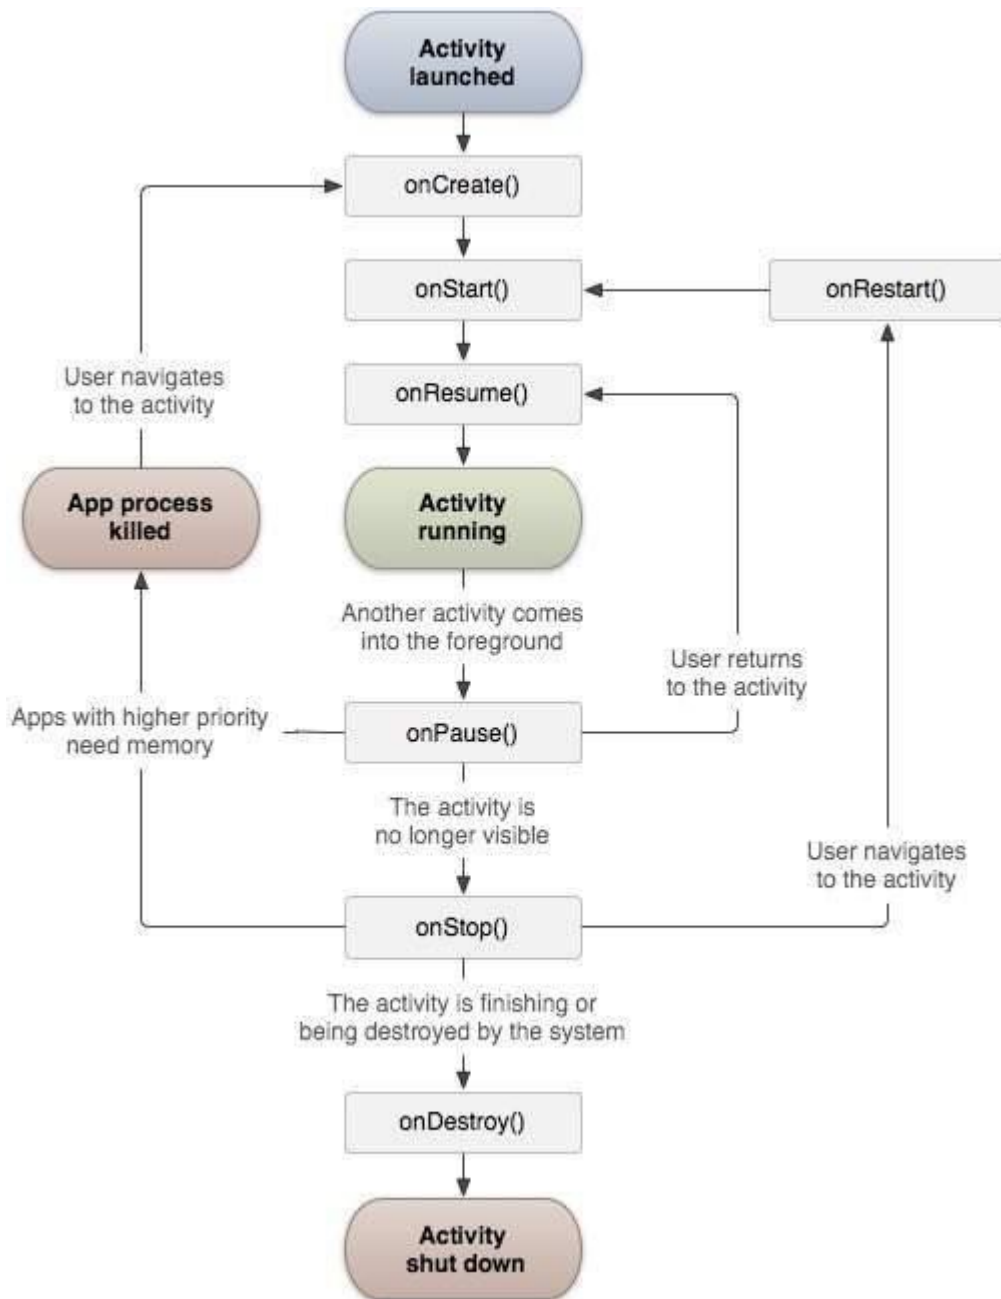 Activity
launched
onCreate()
onStart()
onRestart()
onResume()
User navigates
to the activity
App process
killed
Activity
running
Another activity comes
into the foreground
User returns
to the activity
Apps with higher priority
need memory
onPause()
The activity is
no longer visible
User navigates
to the activity
onStop()
The activity is finishing or
being destroyed by the system
onDestroy()
Activity
shut down